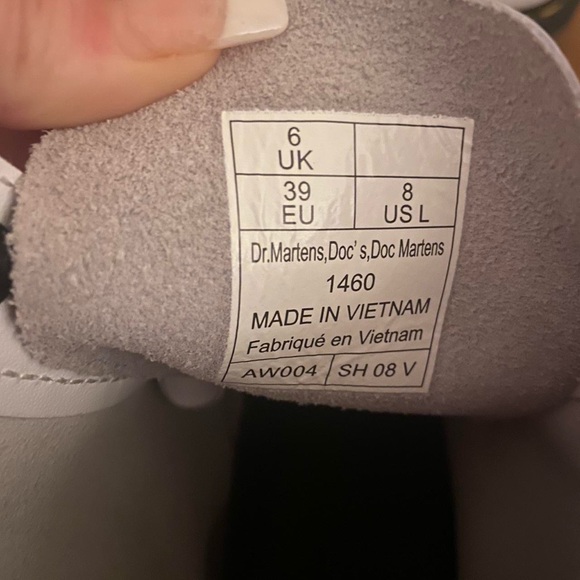 6
UK
39
EU
8
US L
Dr.Martens,Doc's,Doc Martens
1460
MADE IN VIETNAM
Fabriqué en Vietnam
AW004
SH 08 V